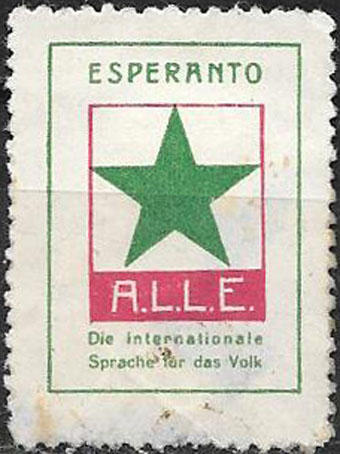 ESPERANTO
A.L.L.E.
Die internationale
Sprache für das Volk